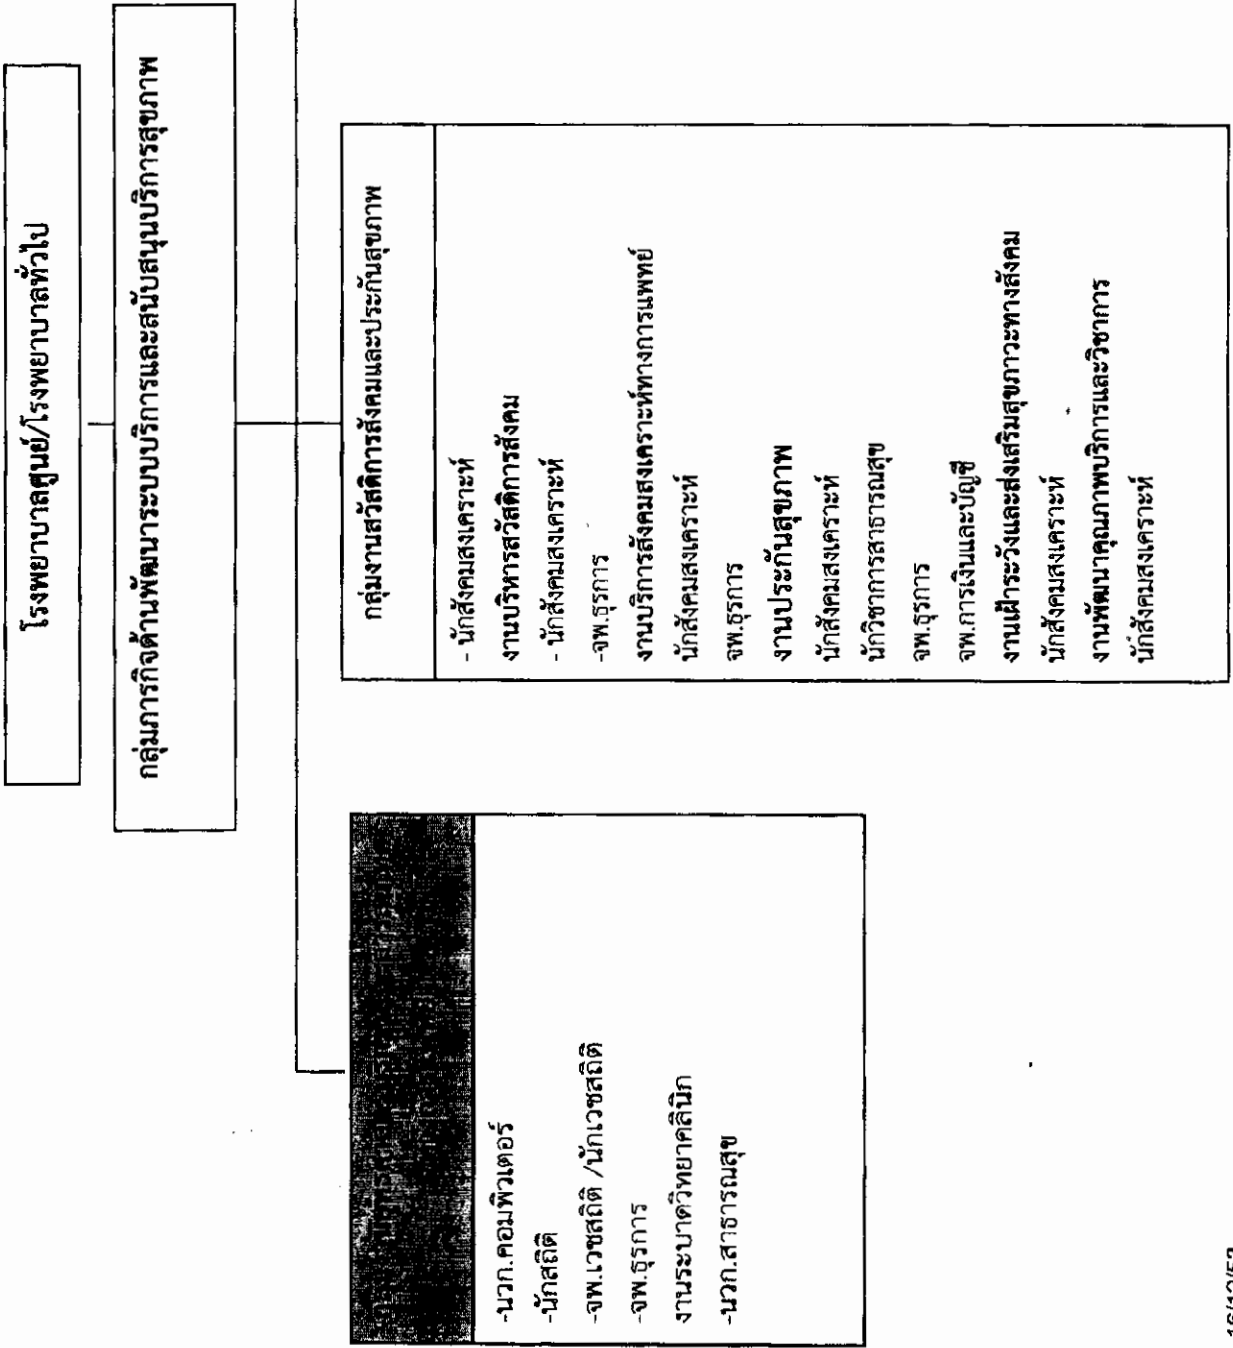 โรงพยาบาลศูนย์/โรงพยาบาลทั่วไป
กลุ่มภารกิจด้านพัฒนาระบบบริการและสนับสนุนบริการสุขภาพ
-นวก.คอมพิวเตอร์
-นักสถิติ
-จพ.เวชสถิติ /นักเวชสถิติ
-จพ.ธุรการ
งานระบาดวิทยาคลินิก
-นวก.สาธารณสุข
กลุ่มงานสวัสดิการสังคมและประกันสุขภาพ
- นักสังคมสงเคราะห์
งานบริหารสวัสดิการสังคม
- นักสังคมสงเคราะห์
-จพ.ธุรการ
งานบริการสังคมสงเคราะห์ทางการแพทย์
นักสังคมสงเคราะห์
จพ.ธุรการ
งานประกันสุขภาพ
นักสังคมสงเคราะห์
นักวิชาการสาธารณสุข
จพ.ธุรการ
จพ.การเงินและบัญชี
งานเฝ้าระวังและส่งเสริมสุขภาวะทางสังคม
นักสังคมสงเคราะห์
งานพัฒนาคุณภาพบริการและวิชาการ
นักสังคมสงเคราะห์